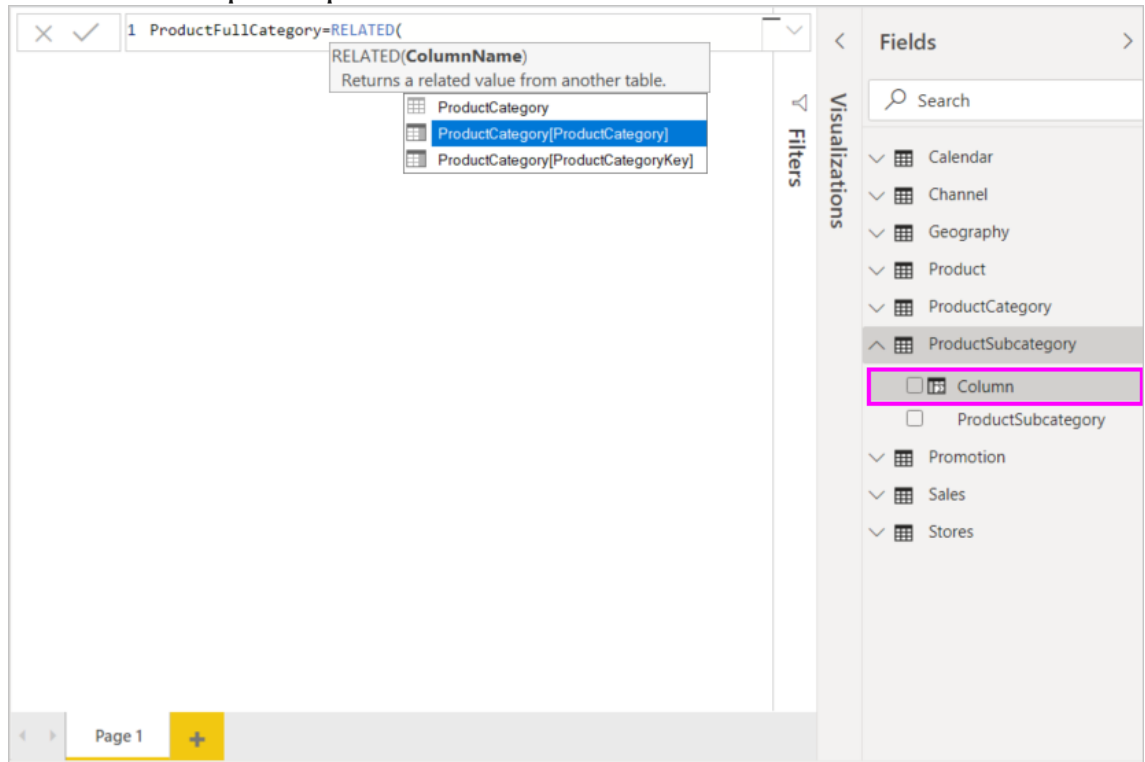 1 ProductFullCategory=RELATED(
RELATED(ColumnName)
Returns a related value from another table.
ProductCategory
ProductCategory[ProductCategory]
ProductCategory[ProductCategoryKey]
Filters
Visualizations
Fields
Search
Calendar
Channel
Geography
Product
ProductCategory
ProductSubcategory
Column
ProductSubcategory
Promotion
Sales
Stores
Page 1